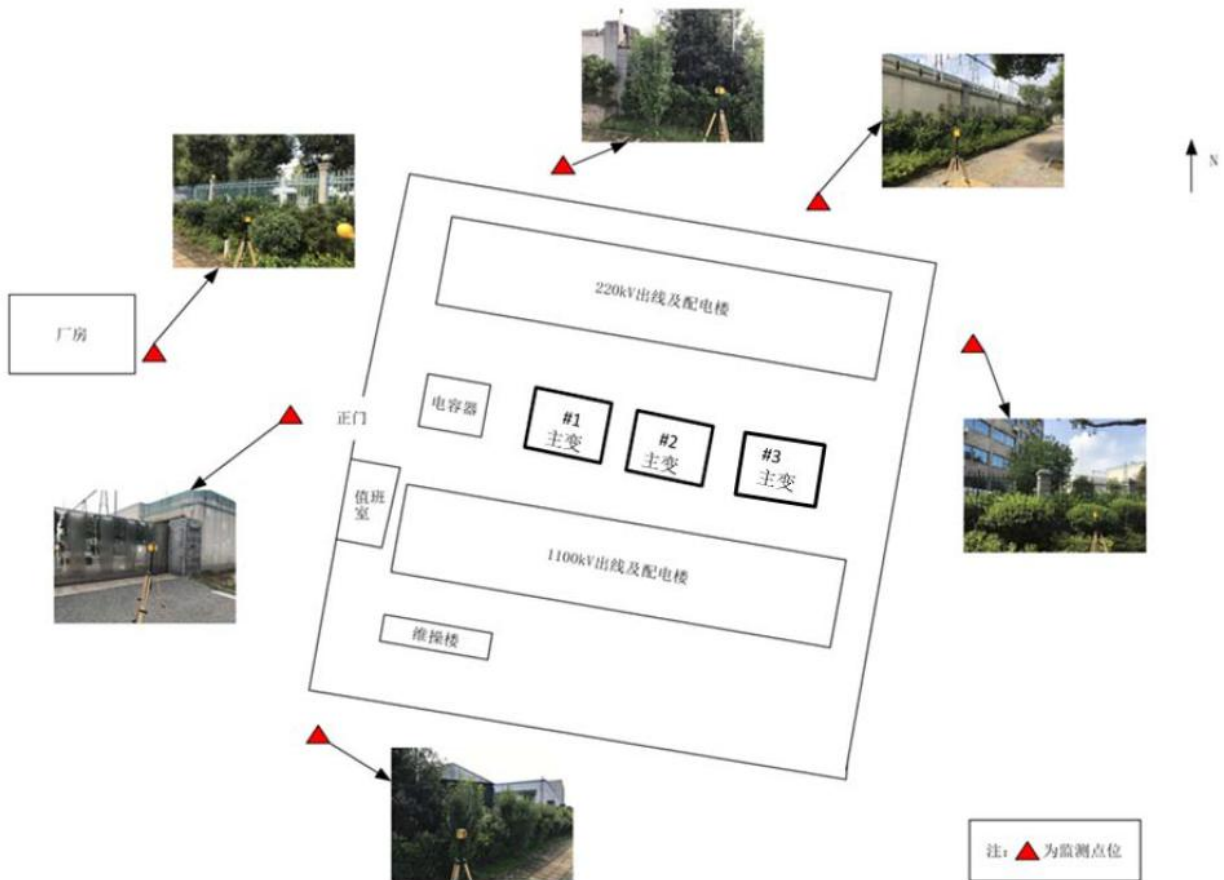 N
220kV出线及配电楼
厂房
正门
电容器
#1
主变
#2
主变
#3
主变
值班
室
1100kV出线及配电楼
维操楼
注：
为监测点位